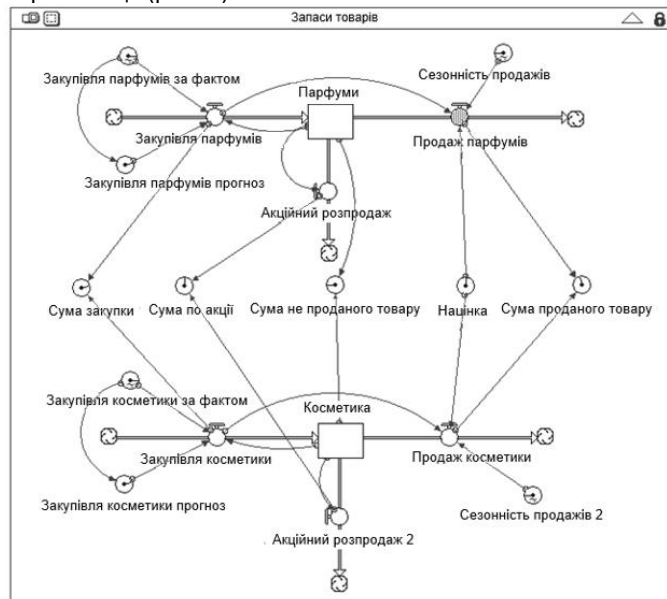 Запаси товарів
Закупівля парфумів за фактом
Сезонність продажів
Парфуми
Закупівля парфумів
Продаж парфумів
Закупівля парфумів прогноз
Акційний розпродаж
Сума закупки
Сума по акції
Сума не проданого товару
Націнка
Сума проданого товару
Закупівля косметики за фактом
Косметика
Закупівля косметики
Продаж косметики
Закупівля косметики прогноз
Сезонність продажів 2
Акційний розпродаж 2